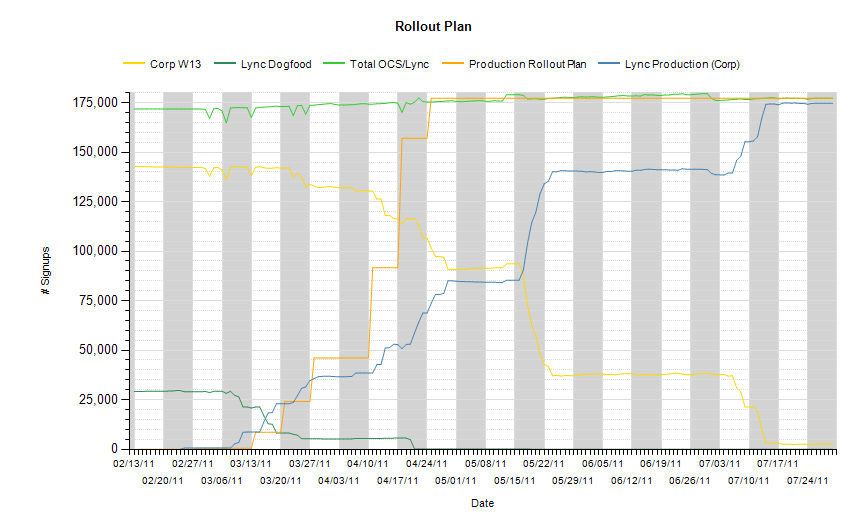 Rollout Plan
Corp W13 Lync Dogfood Total OCS/Lync Production Rollout Plan Lync Production (Corp)
# Signups
175,000
150,000
125,000
100,000
75,000
50,000
25,000
0
02/13/11 02/27/11 03/13/11 03/27/11 04/10/11 04/24/11 05/08/11 05/22/11 06/05/11 06/19/11 07/03/11 07/17/11
02/20/11 03/06/11 03/20/11 04/03/11 04/17/11 05/01/11 05/15/11 05/29/11 06/12/11 06/26/11 07/10/11 07/24/11
Date